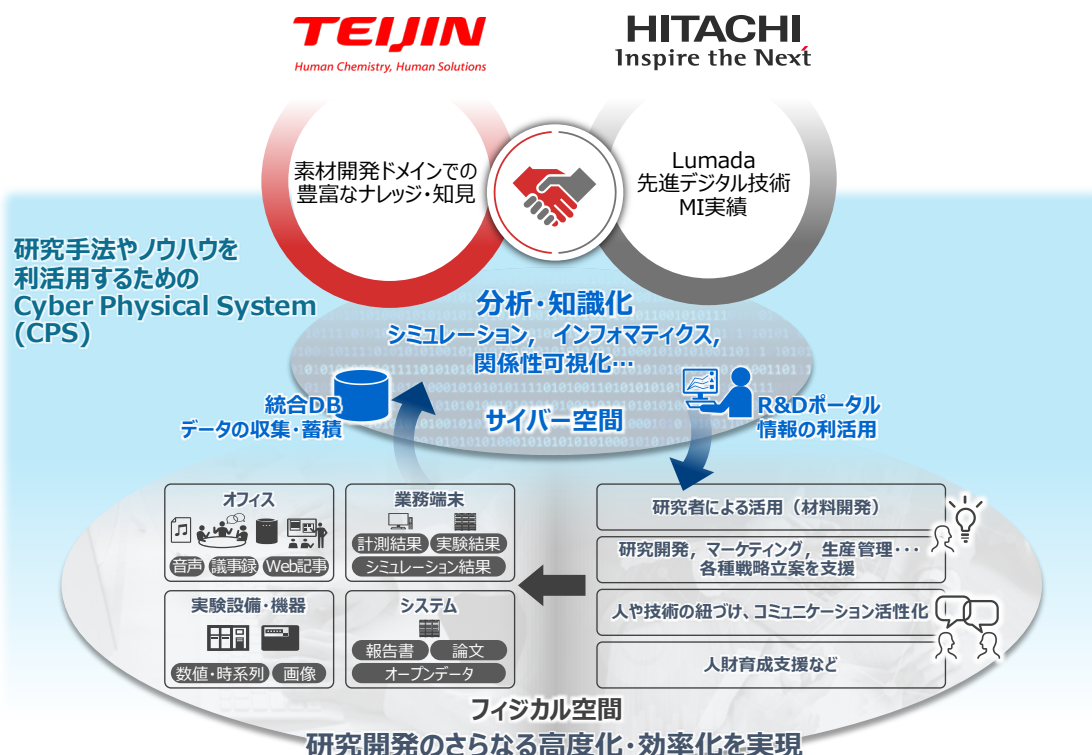 TEIJIN
Human Chemistry, Human Solutions
HITACHI
Inspire the Next
素材開発ドメインでの
豊富なナレッジ・知見
Lumada
先進デジタル技術
MI実績
研究手法やノウハウを
利活用するための
Cyber Physical System
(CPS)
分析・知識化
シミュレーション, インフォマティクス,
関係性可視化…
統合DB
データの収集・蓄積
サイバー空間
R&Dポータル
情報の利活用
オフィス
音声 議事録 Web記事
業務端末
計測結果 実験結果
シミュレーション結果
実験設備・機器
数値・時系列 画像
システム
報告書 論文
オープンデータ
研究者による活用（材料開発）
研究開発, マーケティング, 生産管理・・・
各種戦略立案を支援
人や技術の紐づけ、コミュニケーション活性化
人財育成支援など
フィジカル空間
研究開発のさらなる高度化・効率化を実現